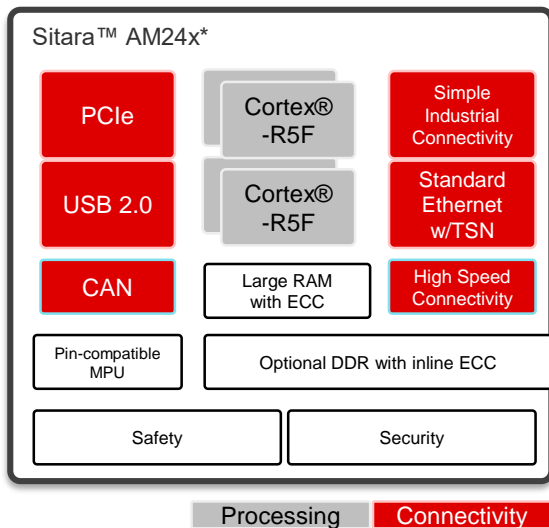 Sitara™ AM24x*
PCIe
Cortex®
-R5F
Simple
Industrial
Connectivity
USB 2.0
Cortex®
-R5F
Standard
Ethernet
w/TSN
CAN
Large RAM
with ECC
High Speed
Connectivity
Pin-compatible
MPU
Optional DDR with inline ECC
Safety
Security
Processing
Connectivity